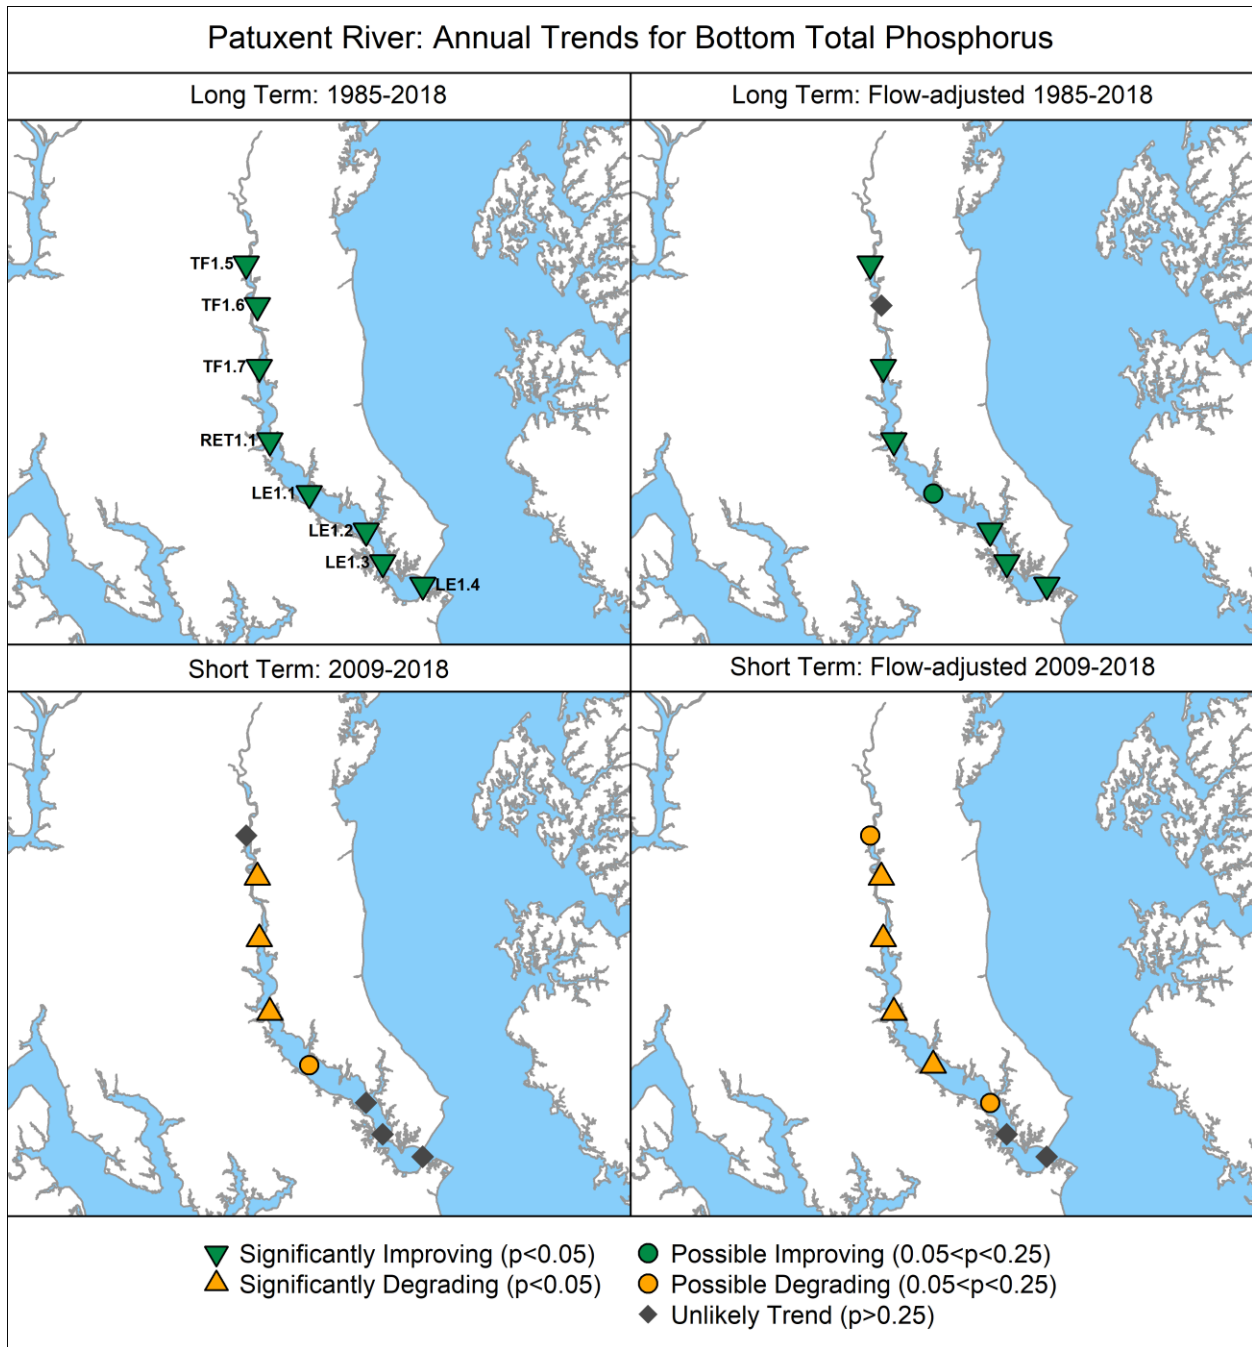 Patuxent River: Annual Trends for Bottom Total Phosphorus
Long Term: 1985-2018
Long Term: Flow-adjusted 1985-2018
TF1.5
TF1.6
TF1.7
RET1.1
LE1.1
LE1.2
LE1.3
LE1.4
Short Term: 2009-2018
Short Term: Flow-adjusted 2009-2018
Significantly Improving (p<0.05)
Significantly Degrading (p<0.05)
Possible Improving (0.05<p<0.25)
Possible Degrading (0.05<p<0.25)
Unlikely Trend (p>0.25)